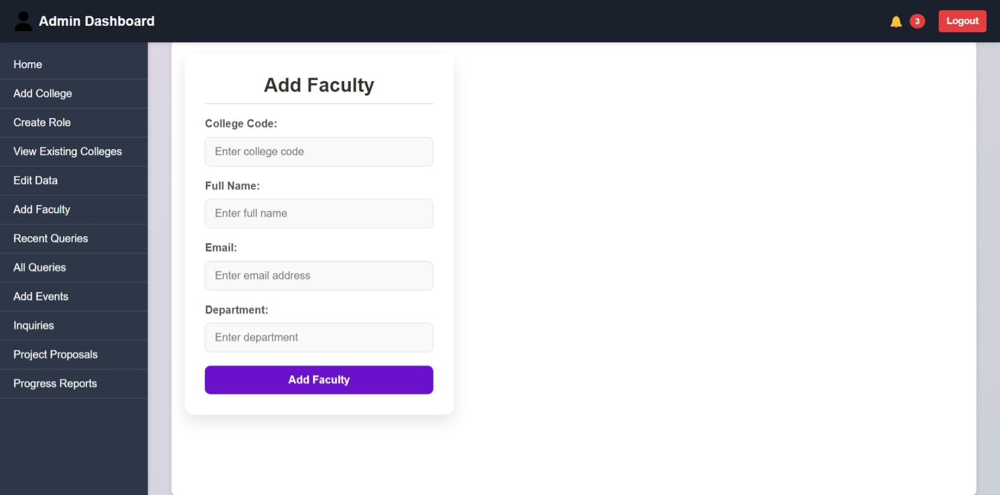 Admin Dashboard
3
Logout
Home
Add College
Create Role
View Existing Colleges
Edit Data
Add Faculty
Recent Queries
All Queries
Add Events
Inquiries
Project Proposals
Progress Reports
Add Faculty
College Code:
Enter college code
Full Name:
Enter full name
Email:
Enter email address
Department:
Enter department
Add Faculty